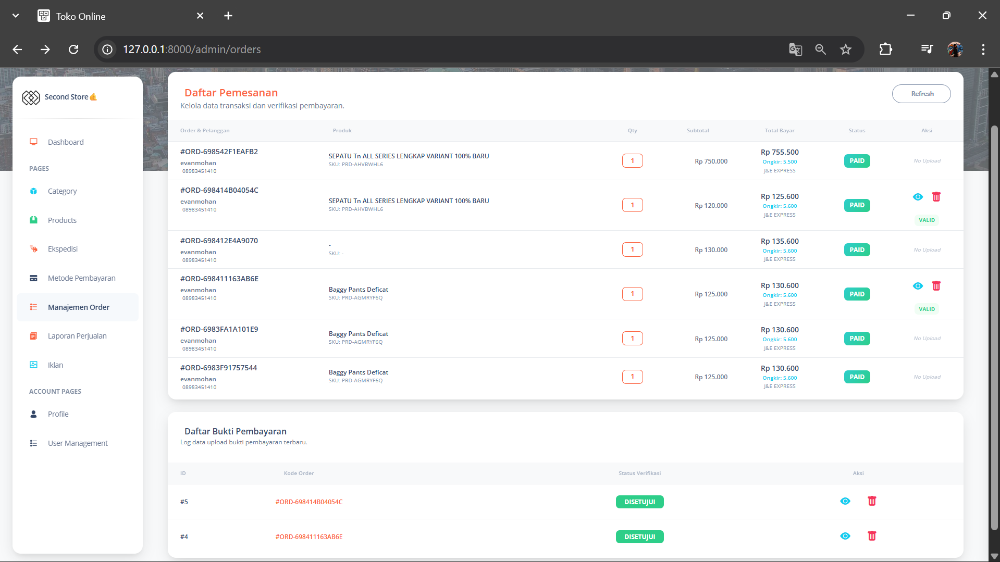 Toko Online
127.0.0.1:8000/admin/orders
Second Store
Dashboard
PAGES
Category
Products
Ekspedisi
Metode Pembayaran
Manajemen Order
Laporan Perjualan
Iklan
ACCOUNT PAGES
Profile
User Management
Daftar Pemesanan
Kelola data transaksi dan verifikasi pembayaran.
Refresh
Order & Pelanggan Produk Qty Subtotal Total Bayar Status Aksi
#ORD-698542F1EAFB2
evanmohan
08983451410
SEPATU Tn ALL SERIES LENGKAP VARIANT 100% BARU
SKU: PRD-AHVBWHL6
1
Rp 750.000
Rp 755.500
Ongkir: 5.500
J&E EXPRESS
PAID
No Upload
#ORD-698414B04054C
evanmohan
08983451410
SEPATU Tn ALL SERIES LENGKAP VARIANT 100% BARU
SKU: PRD-AHVBWHL6
1
Rp 120.000
Rp 125.600
Ongkir: 5.600
J&E EXPRESS
PAID
VALID
#ORD-698412E4A9070
evanmohan
08983451410
-
SKU: -
1
Rp 130.000
Rp 135.600
Ongkir: 5.600
J&E EXPRESS
PAID
No Upload
#ORD-698411163AB6E
evanmohan
08983451410
Baggy Pants Deficat
SKU: PRD-AGMRYF6Q
1
Rp 125.000
Rp 130.600
Ongkir: 5.600
J&E EXPRESS
PAID
VALID
#ORD-6983FA1A101E9
evanmohan
08983451410
Baggy Pants Deficat
SKU: PRD-AGMRYF6Q
1
Rp 125.000
Rp 130.600
Ongkir: 5.600
J&E EXPRESS
PAID
No Upload
#ORD-6983F91757544
evanmohan
08983451410
Baggy Pants Deficat
SKU: PRD-AGMRYF6Q
1
Rp 125.000
Rp 130.600
Ongkir: 5.600
J&E EXPRESS
PAID
No Upload
Daftar Bukti Pembayaran
Log data upload bukti pembayaran terbaru.
ID Kode Order Status Verifikasi Aksi
#5 #ORD-698414B04054C DISETUJUI
#4 #ORD-698411163AB6E DISETUJUI